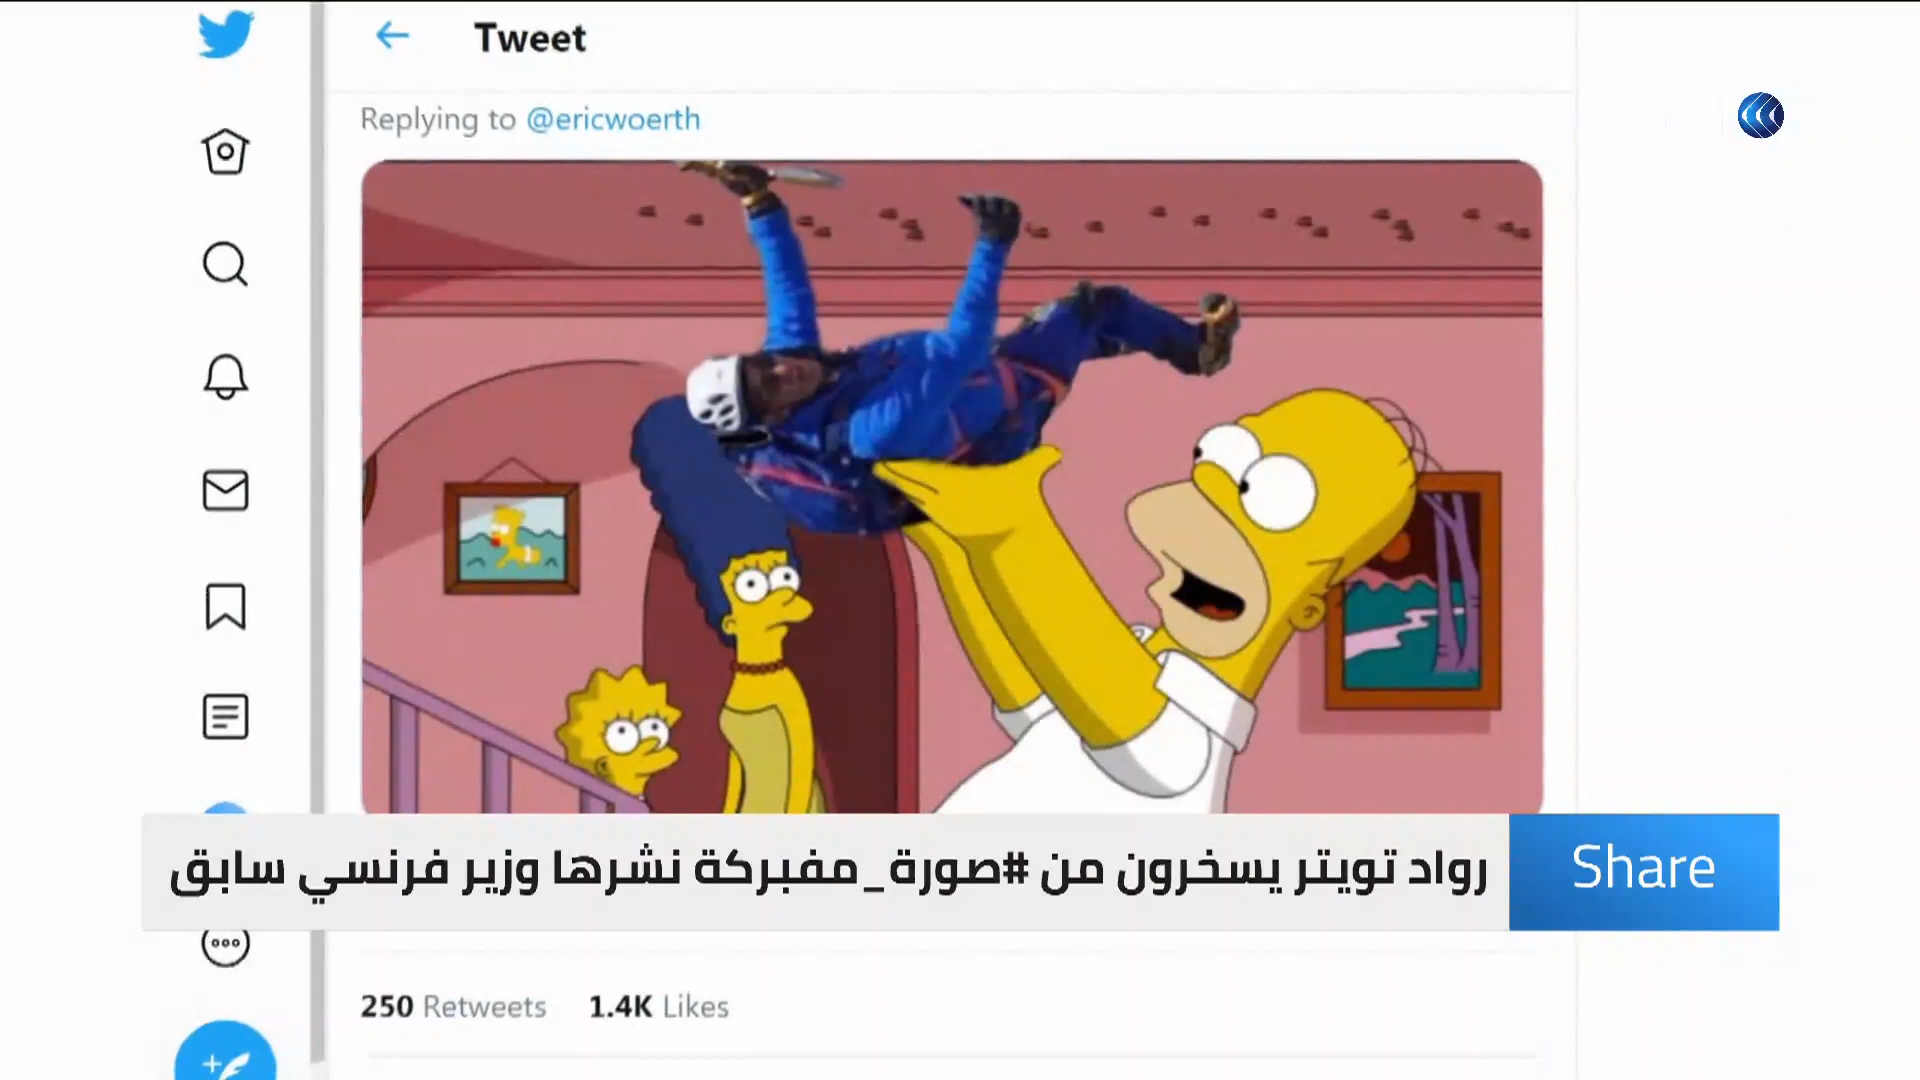 Tweet
Replying to @ericwoerth
رواد تويتر يسخرون من #صورة_مفبركة نشرها وزير فرنسي سابق
Share
250 Retweets 1.4K Likes